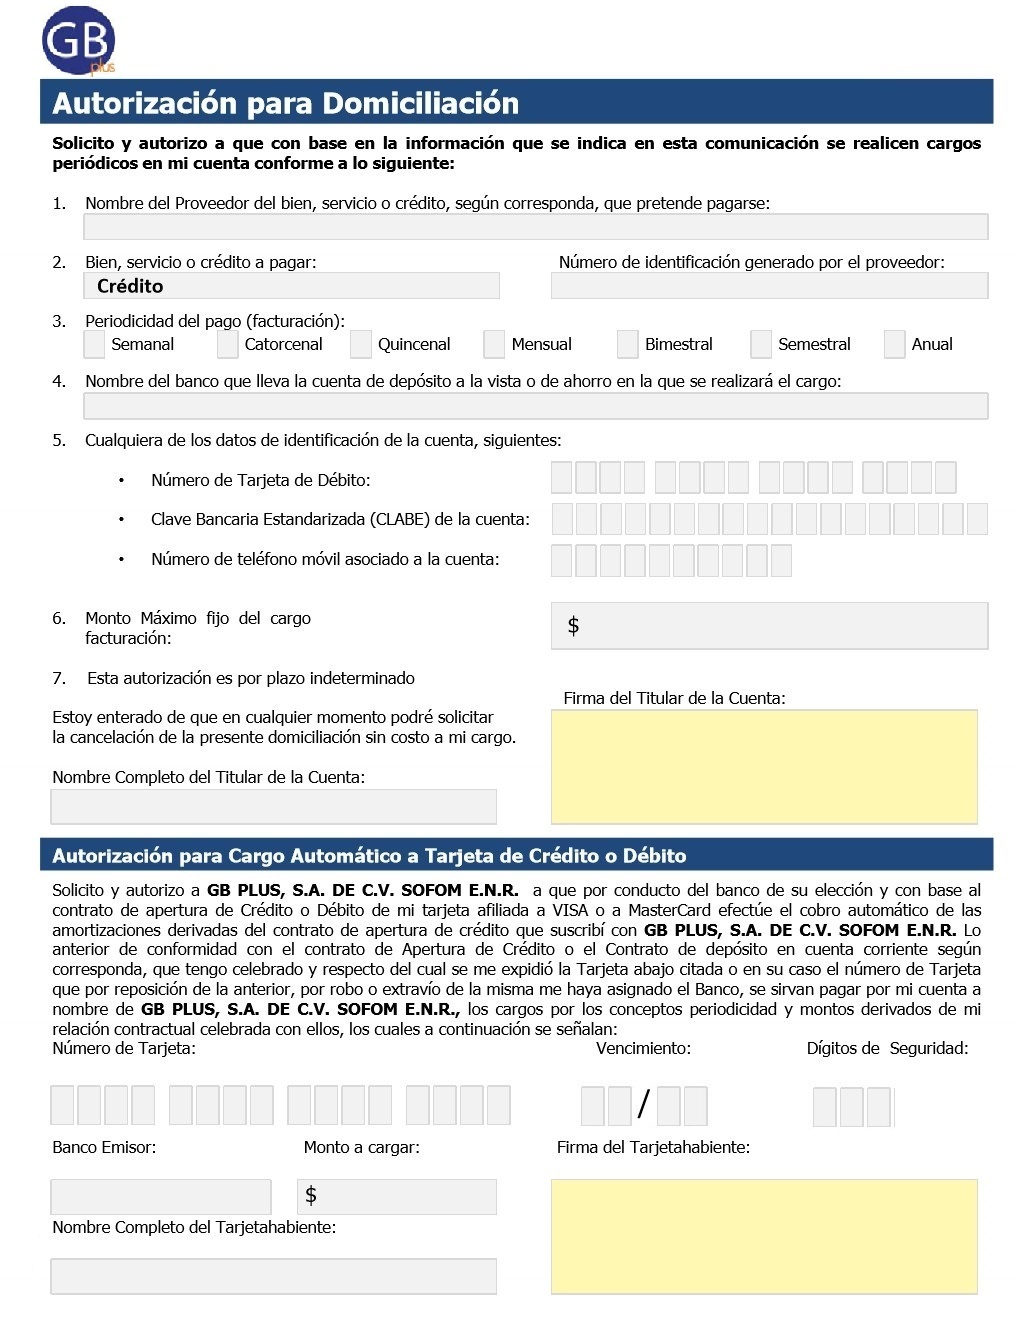 GB
plus
Autorización para Domiciliación
Solicito y autorizo a que con base en la información que se indica en esta comunicación se realicen cargos
periódicos en mi cuenta conforme a lo siguiente:
1. Nombre del Proveedor del bien, servicio o crédito, según corresponda, que pretende pagarse:
2. Bien, servicio o crédito a pagar: Número de identificación generado por el proveedor:
Crédito
3. Periodicidad del pago (facturación):
Semanal Catorcenal Quincenal Mensual Bimestral Semestral Anual
4. Nombre del banco que lleva la cuenta de depósito a la vista o de ahorro en la que se realizará el cargo:
5. Cualquiera de los datos de identificación de la cuenta, siguientes:
• Número de Tarjeta de Débito:
• Clave Bancaria Estandarizada (CLABE) de la cuenta:
• Número de teléfono móvil asociado a la cuenta:
6. Monto Máximo fijo del cargo
facturación:
$
7. Esta autorización es por plazo indeterminado
Firma del Titular de la Cuenta:
Estoy enterado de que en cualquier momento podré solicitar
la cancelación de la presente domiciliación sin costo a mi cargo.
Nombre Completo del Titular de la Cuenta:
Autorización para Cargo Automático a Tarjeta de Crédito o Débito
Solicito y autorizo a GB PLUS, S.A. DE C.V. SOFOM E.N.R. a que por conducto del banco de su elección y con base al
contrato de apertura de Crédito o Débito de mi tarjeta afiliada a VISA o a MasterCard efectúe el cobro automático de las
amortizaciones derivadas del contrato de apertura de crédito que suscribí con GB PLUS, S.A. DE C.V. SOFOM E.N.R. Lo
anterior de conformidad con el contrato de Apertura de Crédito o el Contrato de depósito en cuenta corriente según
corresponda, que tengo celebrado y respecto del cual se me expidió la Tarjeta abajo citada o en su caso el número de Tarjeta
que por reposición de la anterior, por robo o extravío de la misma me haya asignado el Banco, se sirvan pagar por mi cuenta a
nombre de GB PLUS, S.A. DE C.V. SOFOM E.N.R., los cargos por los conceptos periodicidad y montos derivados de mi
relación contractual celebrada con ellos, los cuales a continuación se señalan:
Número de Tarjeta: Vencimiento: Dígitos de Seguridad:
/
Banco Emisor: Monto a cargar: Firma del Tarjetahabiente:
$
Nombre Completo del Tarjetahabiente: